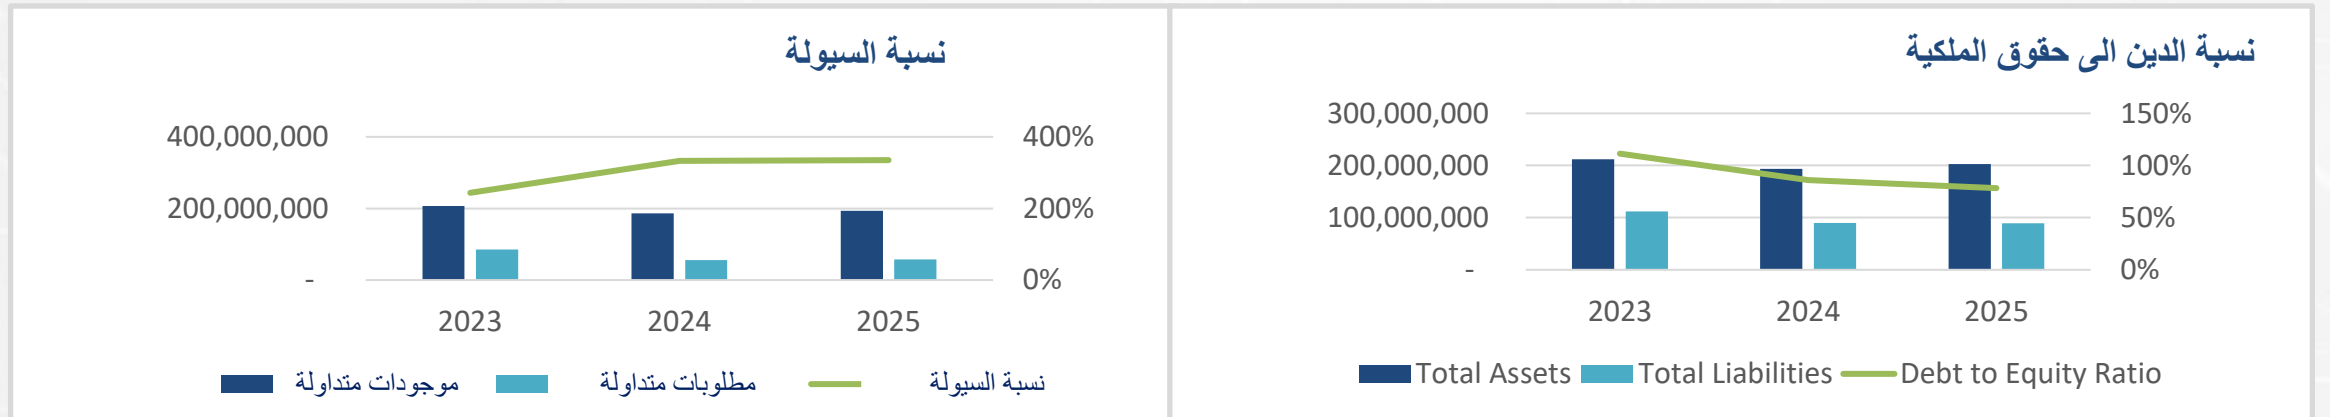 نسبة السيولة
400,000,000
200,000,000
-
400%
200%
0%
2023 2024 2025
موجودات متداولة مطلوبات متداولة نسبة السيولة
نسبة الدين الى حقوق الملكية
300,000,000
200,000,000
100,000,000
-
150%
100%
50%
0%
2023 2024 2025
Total Assets Total Liabilities Debt to Equity Ratio